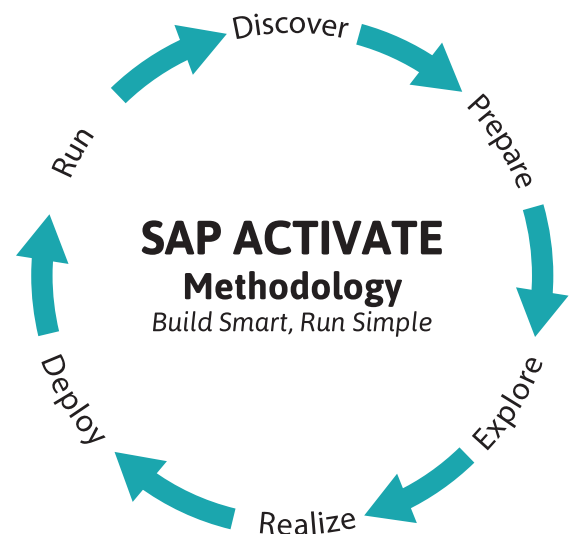 Discover
Prepare
Explore
Realize
Deploy
Run
SAP ACTIVATE
Methodology
Build Smart, Run Simple